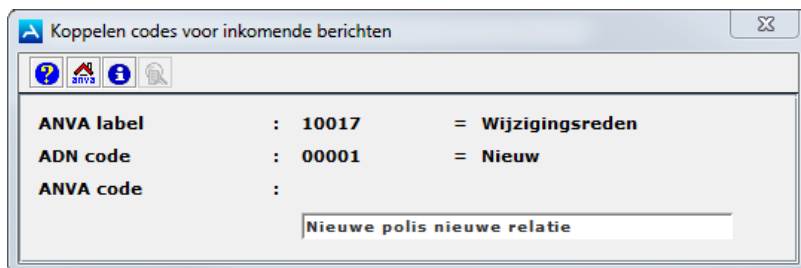 Koppelen codes voor inkomende berichten
anva
ANVA label : 10017 = Wijzigingsreden
ADN code : 00001 = Nieuw
ANVA code :
Nieuwe polis nieuwe relatie